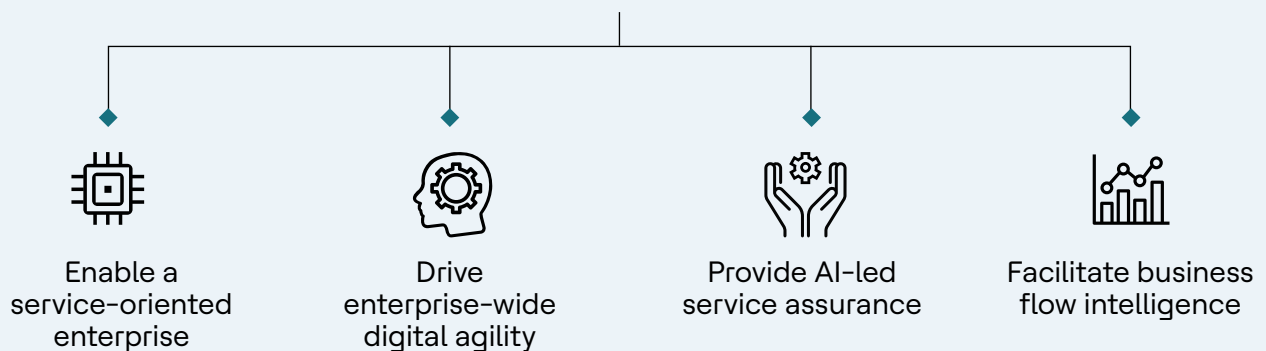 Enable a
service-oriented
enterprise
Drive
enterprise-wide
digital agility
Provide AI-led
service assurance
Facilitate business
flow intelligence